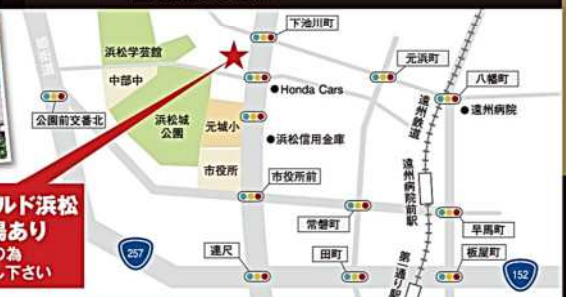 下池川町
浜松学芸館
元浜町
中部中
八幡町
Honda Cars
公園前交番北
浜松城
公園
元城小
遠州鉄道
遠州病院
浜松信用金庫
市役所
市役所前
遠州病院前駅
ルド浜松
場あり
の為
し下さい
常磐町
早馬町
257
連尺
田町
板屋町
152
第一通り駅